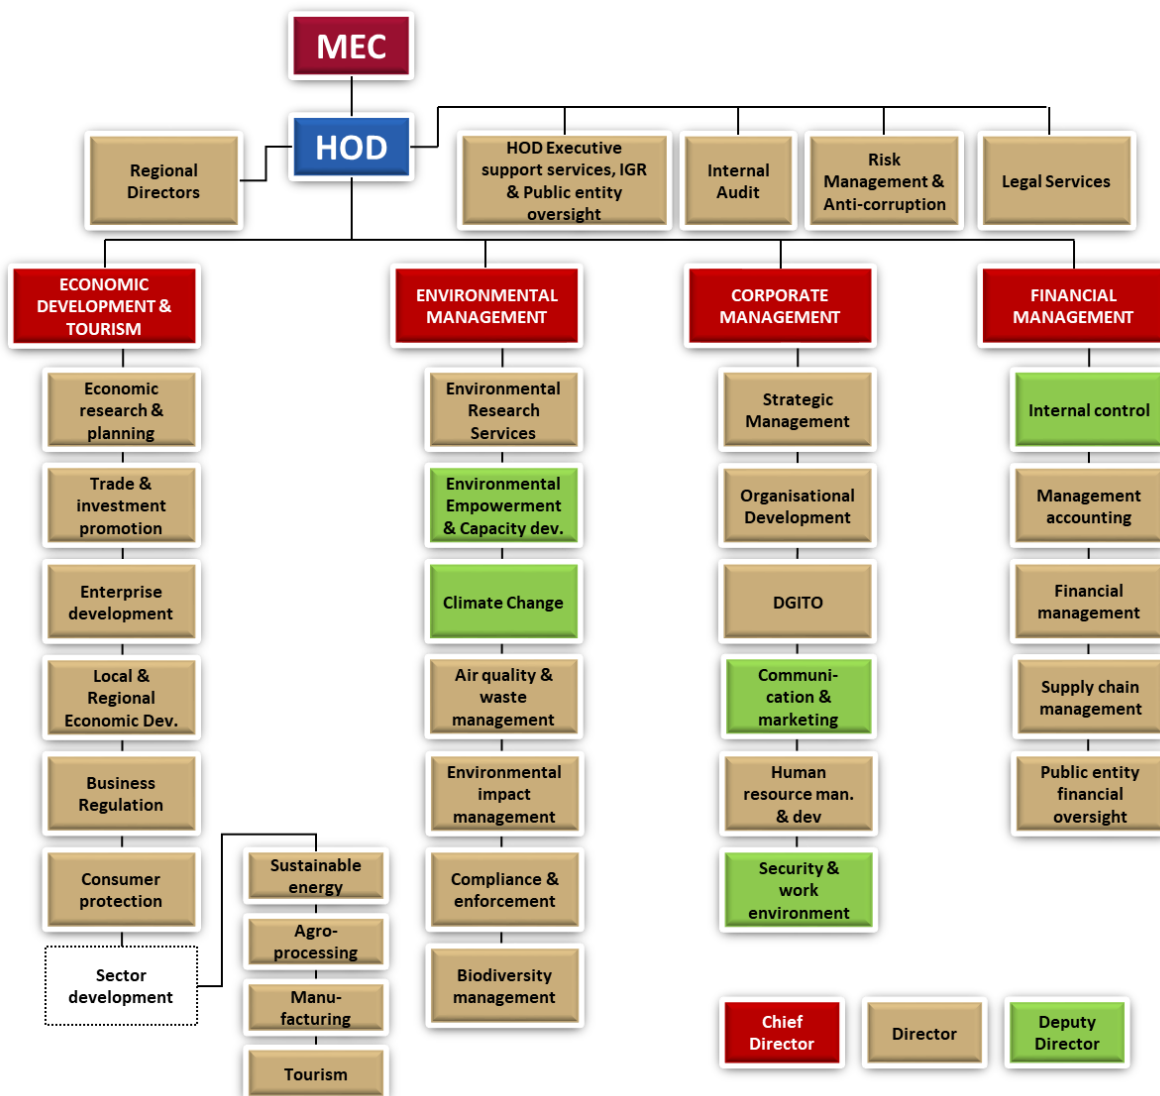 MEC
HOD
Regional
Directors
HOD Executive
support services, IGR
& Public entity
oversight
Internal
Audit
Risk
Management &
Anti-corruption
Legal Services
ECONOMIC
DEVELOPMENT &
TOURISM
Economic
research &
planning
Trade &
investment
promotion
Enterprise
development
Local &
Regional
Economic Dev.
Business
Regulation
Consumer
protection
Sector
development
Sustainable
energy
Agro-
processing
Manu-
facturing
Tourism
ENVIRONMENTAL
MANAGEMENT
Environmental
Research
Services
Environmental
Empowerment
& Capacity dev.
Climate Change
Air quality &
waste
management
Environmental
impact
management
Compliance &
enforcement
Biodiversity
management
CORPORATE
MANAGEMENT
Strategic
Management
Organisational
Development
DGITO
Communi-
cation &
marketing
Human
resource man.
& dev
Security &
work
environment
FINANCIAL
MANAGEMENT
Internal control
Management
accounting
Financial
management
Supply chain
management
Public entity
financial
oversight
Chief
Director
Director
Deputy
Director